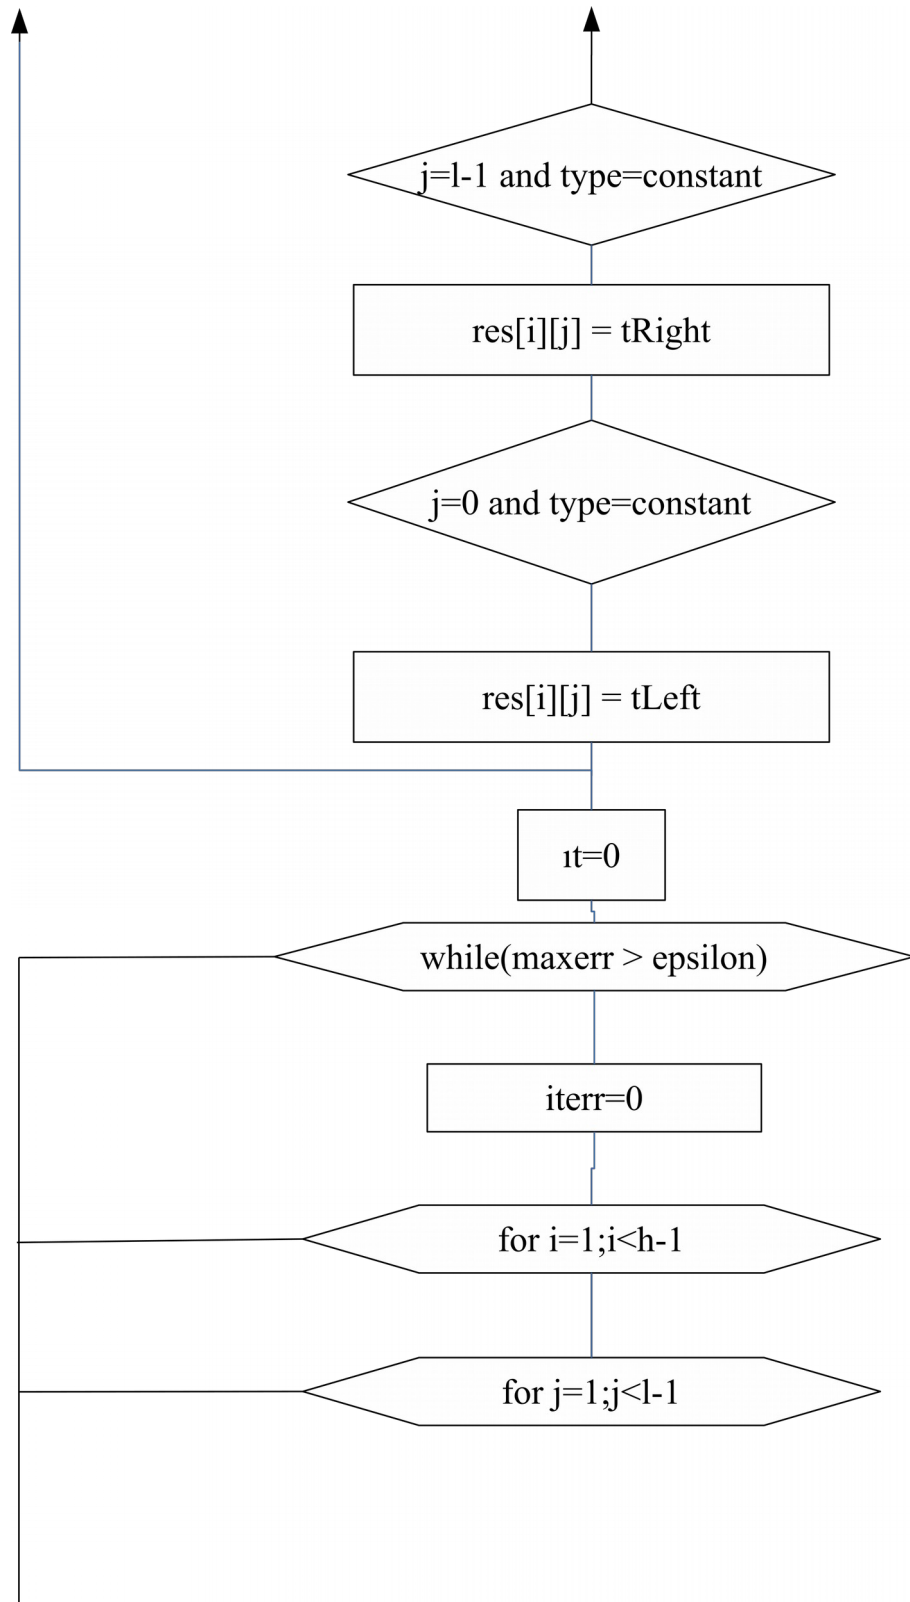 j=l-1 and type=constant
res[i][j] = tRight
j=0 and type=constant
res[i][j] = tLeft
ıt=0
while(maxerr > epsilon)
iterr=0
for i=1;i<h-1
for j=1;j<l-1